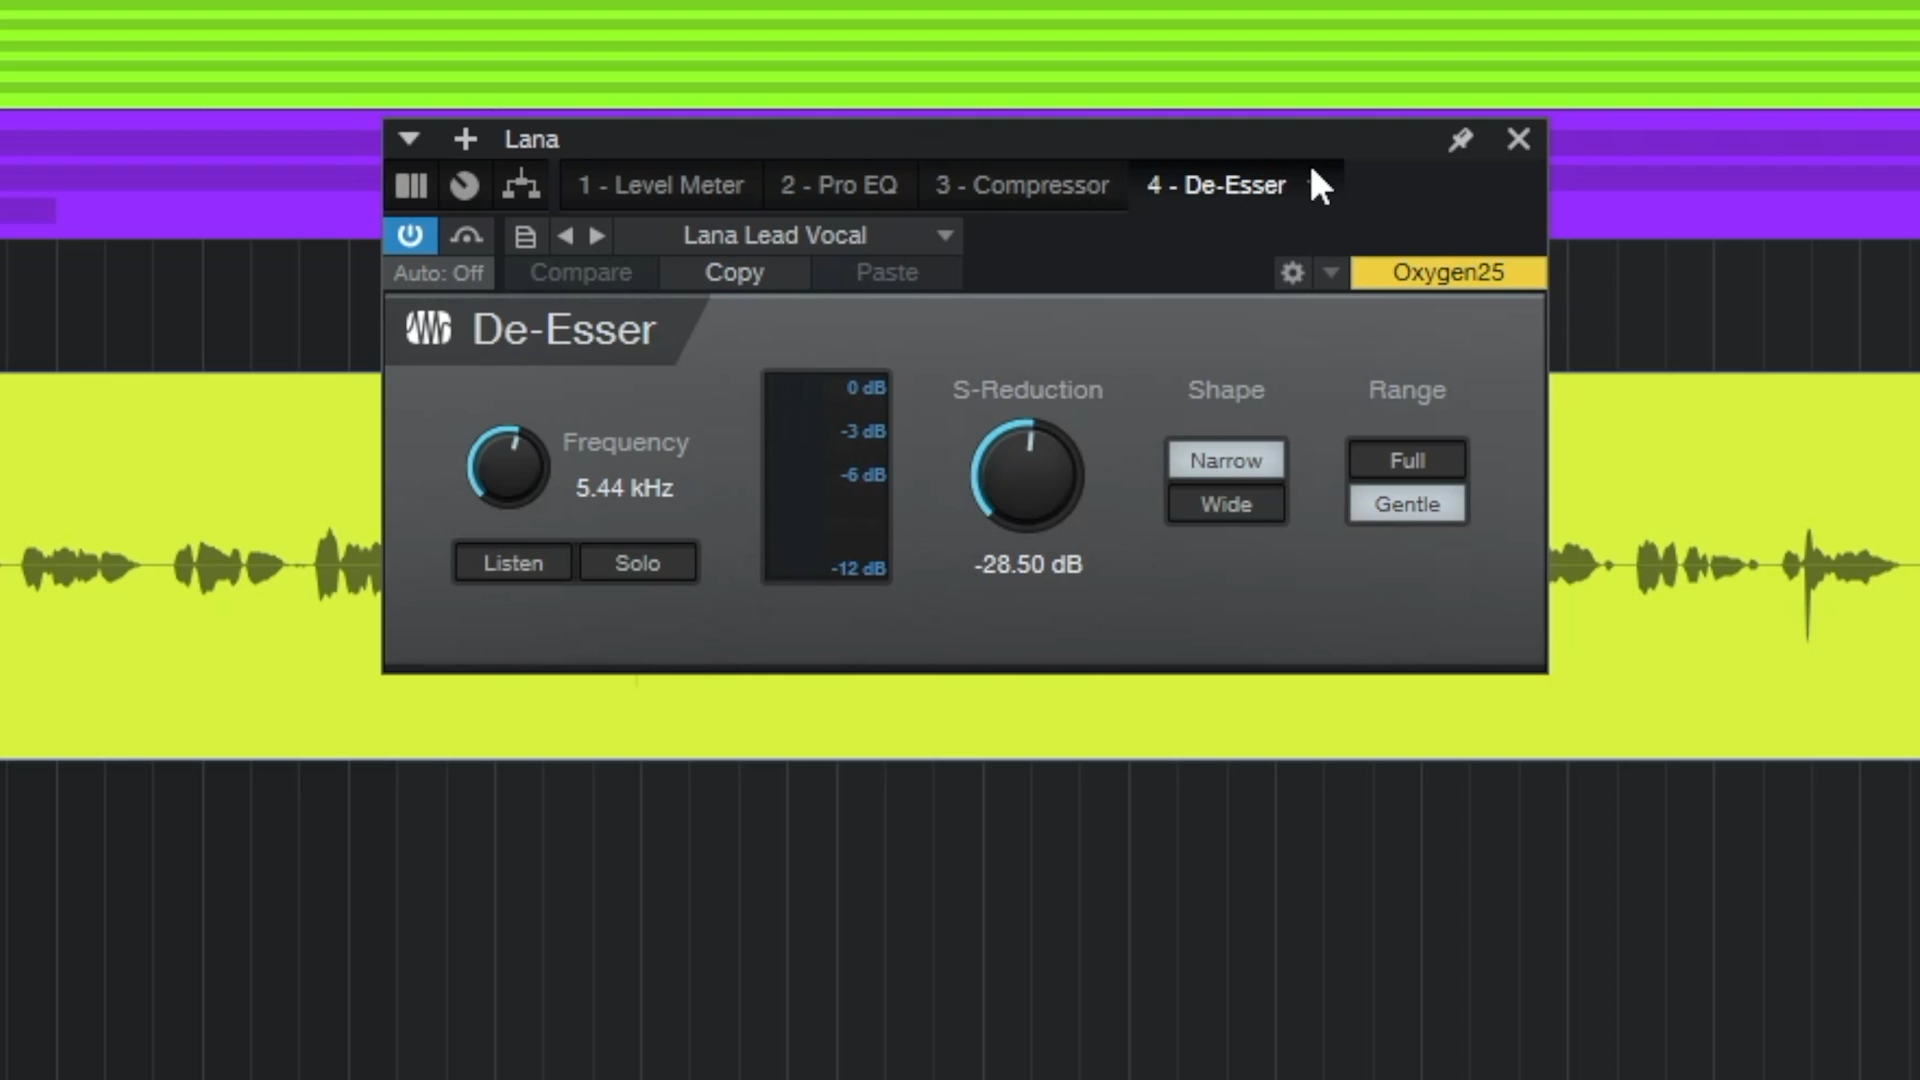 Lana
1 - Level Meter 2 - Pro EQ 3 - Compressor 4 - De-Esser
Lana Lead Vocal
Auto: Off Compare Copy Paste Oxygen25
De-Esser
Frequency
5.44 kHz
Listen Solo
0 dB
-3 dB
-6 dB
-12 dB
S-Reduction
-28.50 dB
Shape
Narrow
Wide
Range
Full
Gentle